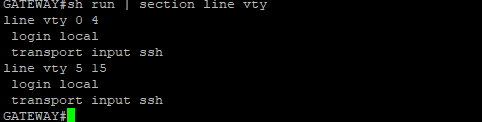 GATEWAY#sh run | section line vty
line vty 0 4
 login local
 transport input ssh
line vty 5 15
 login local
 transport input ssh
GATEWAY#